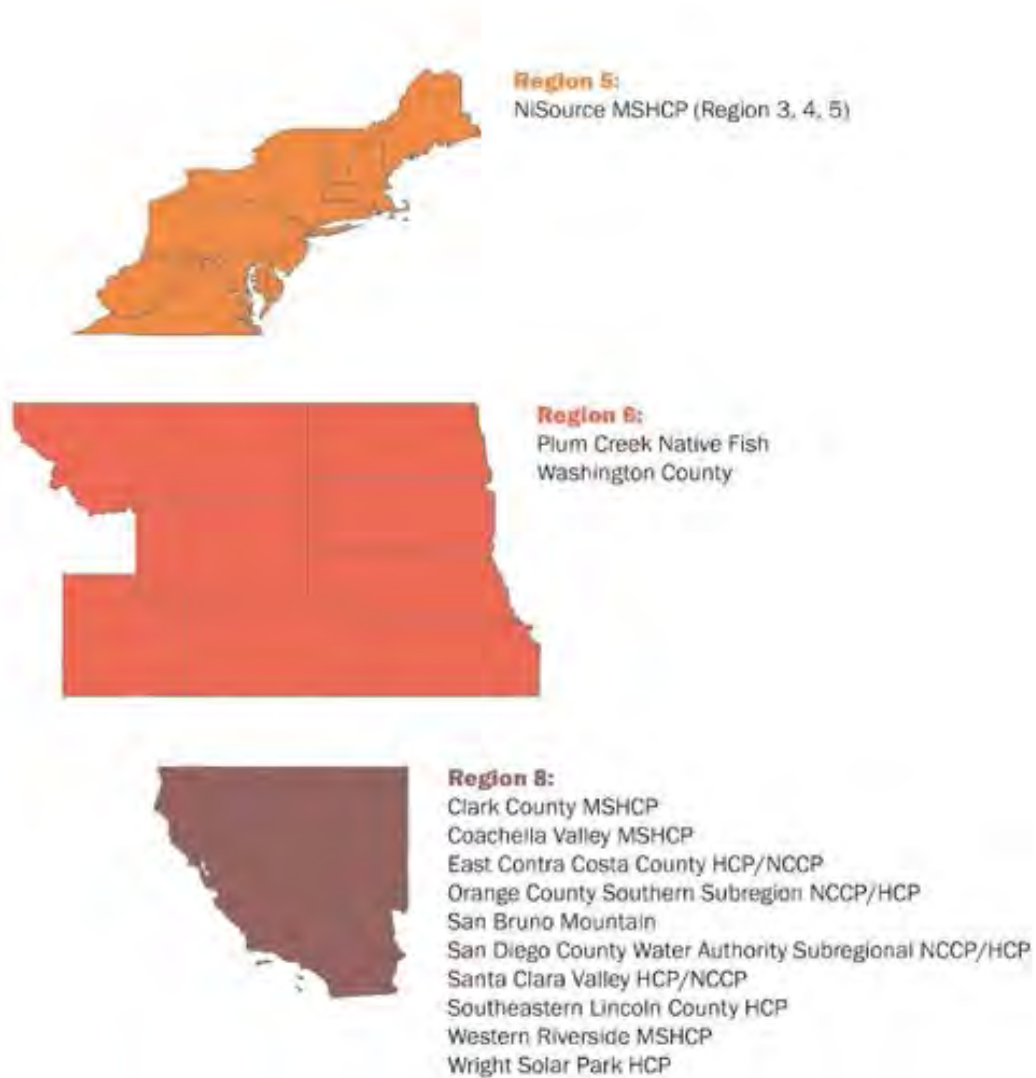 Region 5:
NiSource MSHCP (Region 3, 4, 5)
Region 6:
Plum Creek Native Fish
Washington County
Region 8:
Clark County MSHCP
Coachella Valley MSHCP
East Contra Costa County HCP/NCCP
Orange County Southern Subregion NCCP/HCP
San Bruno Mountain
San Diego County Water Authority Subregional NCCP/HCP
Santa Clara Valley HCP/NCCP
Southeastern Lincoln County HCP
Western Riverside MSHCP
Wright Solar Park HCP